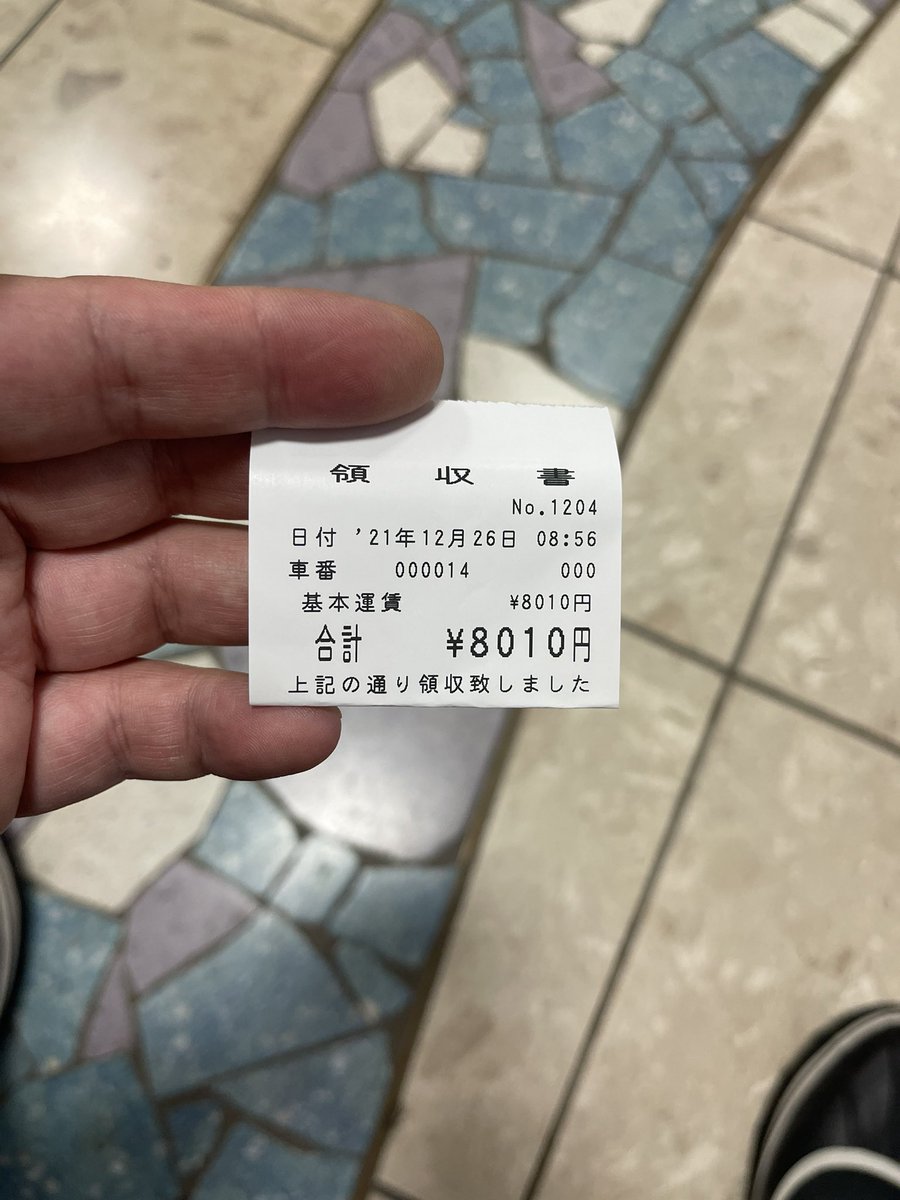 領 収 書
No.1204
日付 '21年12月26日 08:56
車番 000014 000
基本運賃 ¥8010円
合計 ¥8010円
上記の通り領収致しました